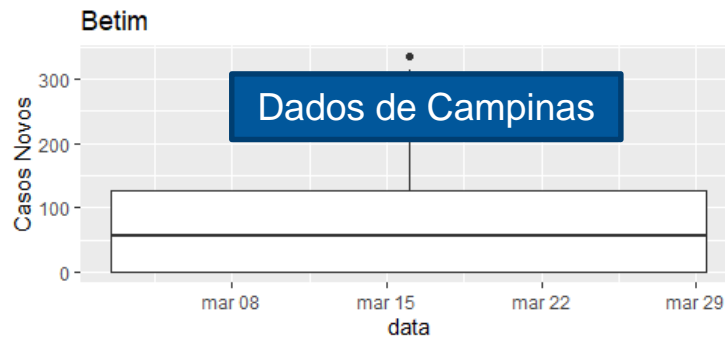 Betim
Dados de Campinas
Casos Novos
300
200
100
0
mar 08
mar 15
mar 22
mar 29
data